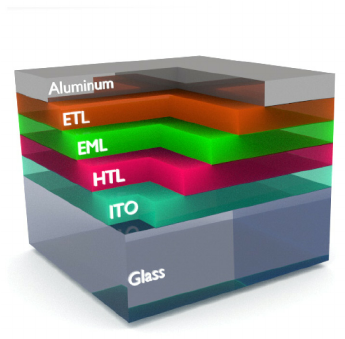 Aluminum
ETL
EML
HTL
ITO
Glass